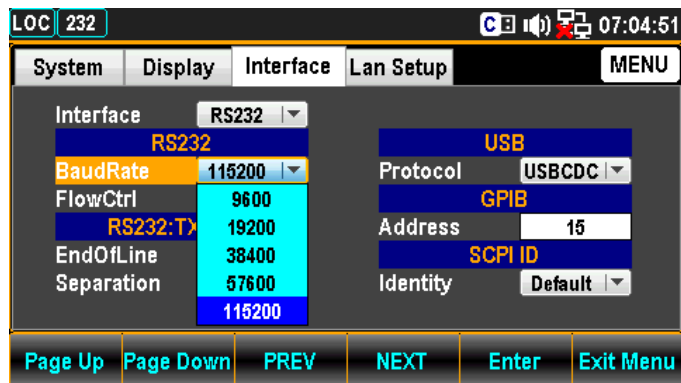 LOC 232 C 07:04:51
System Display Interface Lan Setup MENU
Interface RS232
RS232 USB
BaudRate 115200 Protocol USBCDC
FlowCtrl 9600 GPIB
RS232:TX 19200 Address 15
EndOfLine 38400 SCPI ID
Separation 57600 Identity Default
115200
Page Up Page Down PREV NEXT Enter Exit Menu